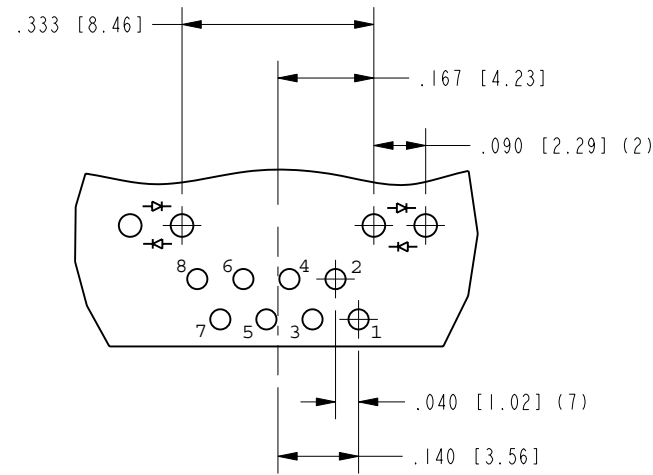 .333 [8.46]
.167 [4.23]
.090 [2.29] (2)
8 6 4 2
7 5 3 1
.040 [1.02] (7)
.140 [3.56]